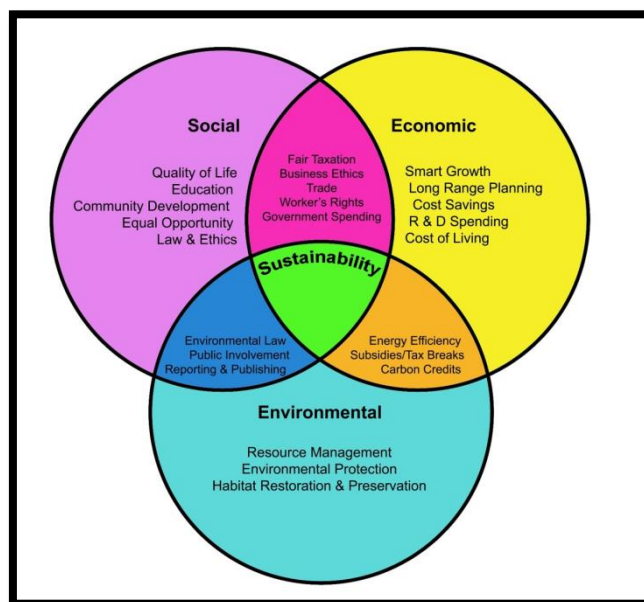 Social
Quality of Life
Education
Community Development
Equal Opportunity
Law & Ethics
Fair Taxation
Business Ethics
Trade
Worker's Rights
Government Spending
Economic
Smart Growth
Long Range Planning
Cost Savings
R & D Spending
Cost of Living
Sustainability
Environmental Law
Public Involvement
Reporting & Publishing
Energy Efficiency
Subsidies/Tax Breaks
Carbon Credits
Environmental
Resource Management
Environmental Protection
Habitat Restoration & Preservation